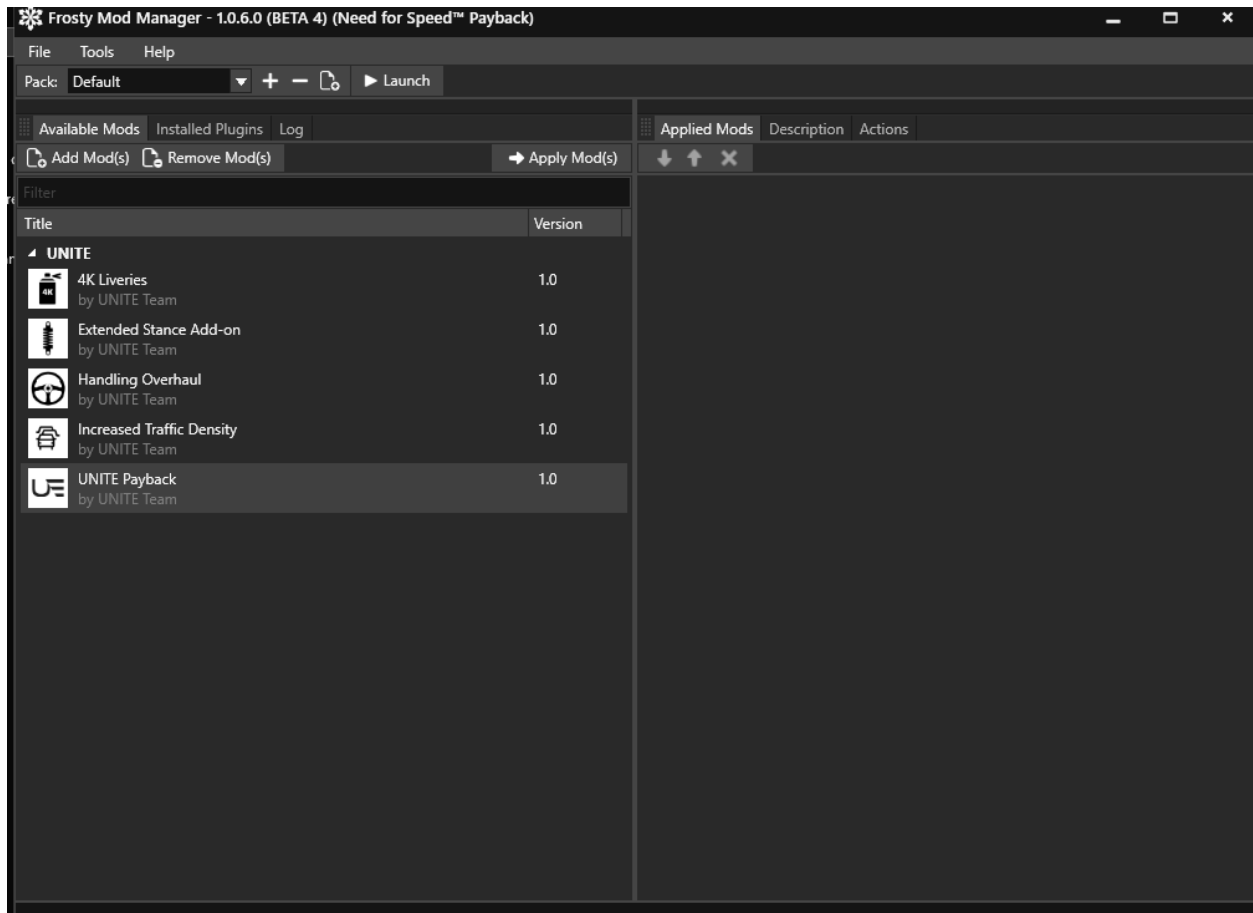 Frosty Mod Manager - 1.0.6.0 (BETA 4) (Need for Speed™ Payback)
File Tools Help
Pack: Default Launch
Available Mods Installed Plugins Log
Applied Mods Description Actions
Add Mod(s) Remove Mod(s) Apply Mod(s)
Filter
Title Version
UNITE
4K
4K Liveries 1.0
by UNITE Team
Extended Stance Add-on 1.0
by UNITE Team
Handling Overhaul 1.0
by UNITE Team
Increased Traffic Density 1.0
by UNITE Team
UNITE Payback 1.0
by UNITE Team